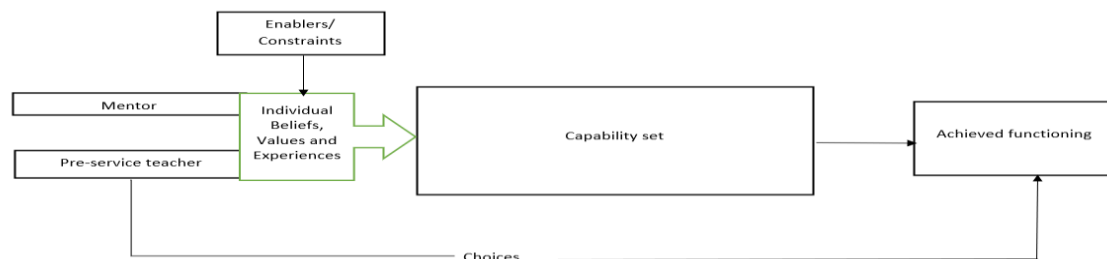 Enablers/
Constraints
Mentor
Individual
Beliefs,
Values and
Experiences
Capability set
Achieved functioning
Pre-service teacher
Choices